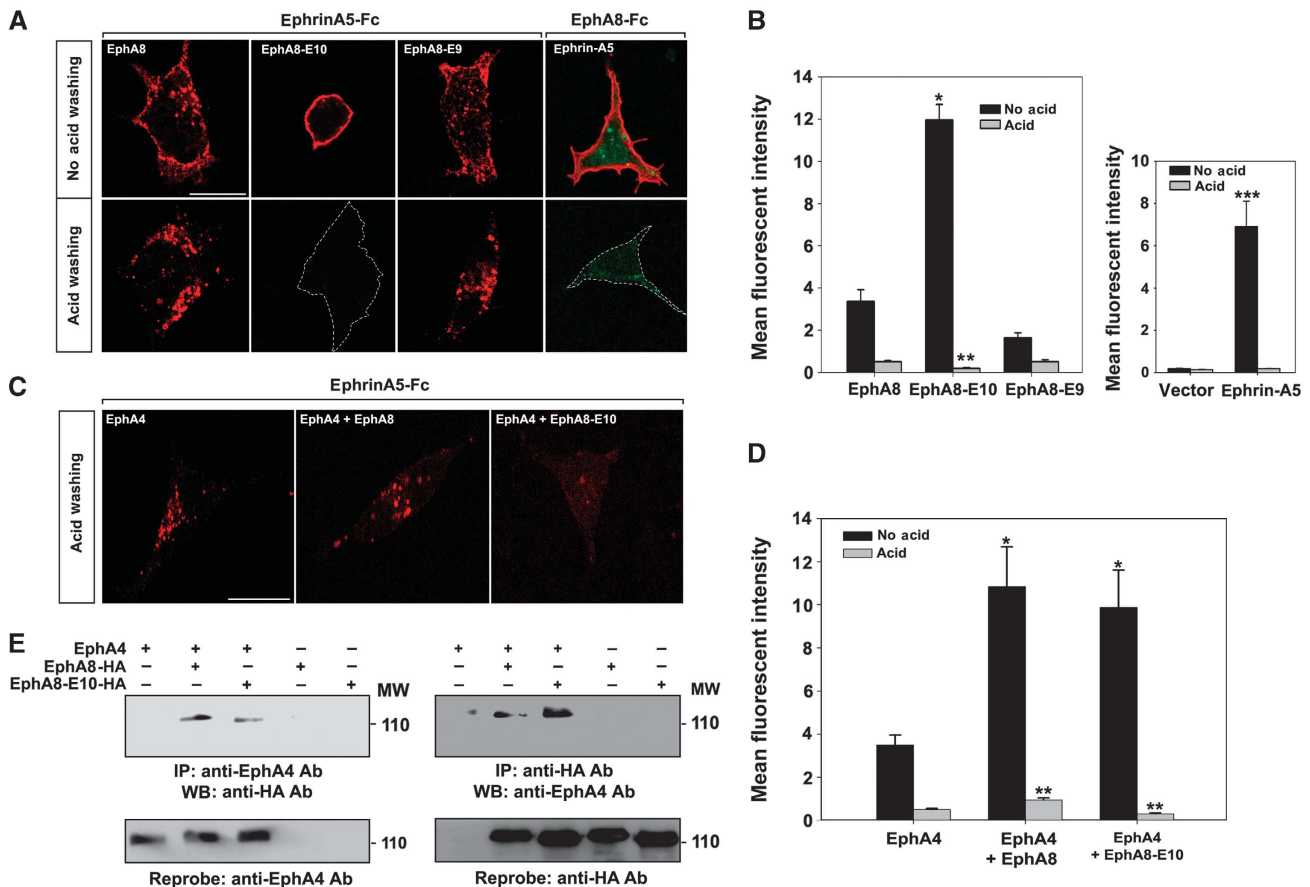 A
EphrinA5-Fc
EphA8-Fc
No acid washing
EphA8
EphA8-E10
EphA8-E9
Ephrin-A5
Acid washing
B
Mean fluorescent intensity
14
12
10
8
6
4
2
0
*
**
No acid
Acid
EphA8
EphA8-E10
EphA8-E9
Mean fluorescent intensity
10
8
6
4
2
0
No acid
Acid
***
Vector
Ephrin-A5
C
EphrinA5-Fc
Acid washing
EphA4
EphA4 + EphA8
EphA4 + EphA8-E10
D
Mean fluorescent intensity
14
12
10
8
6
4
2
0
No acid
Acid
*
**
*
**
EphA4
EphA4
+ EphA8
EphA4
+ EphA8-E10
E
EphA4 + + + – –
EphA8-HA – + – + –
EphA8-E10-HA – – + – +
MW
- 110
IP: anti-EphA4 Ab
WB: anti-HA Ab
- 110
Reprobe: anti-EphA4 Ab
+ + + – –
– + – + –
– – + – +
MW
- 110
IP: anti-HA Ab
WB: anti-EphA4 Ab
- 110
Reprobe: anti-HA Ab